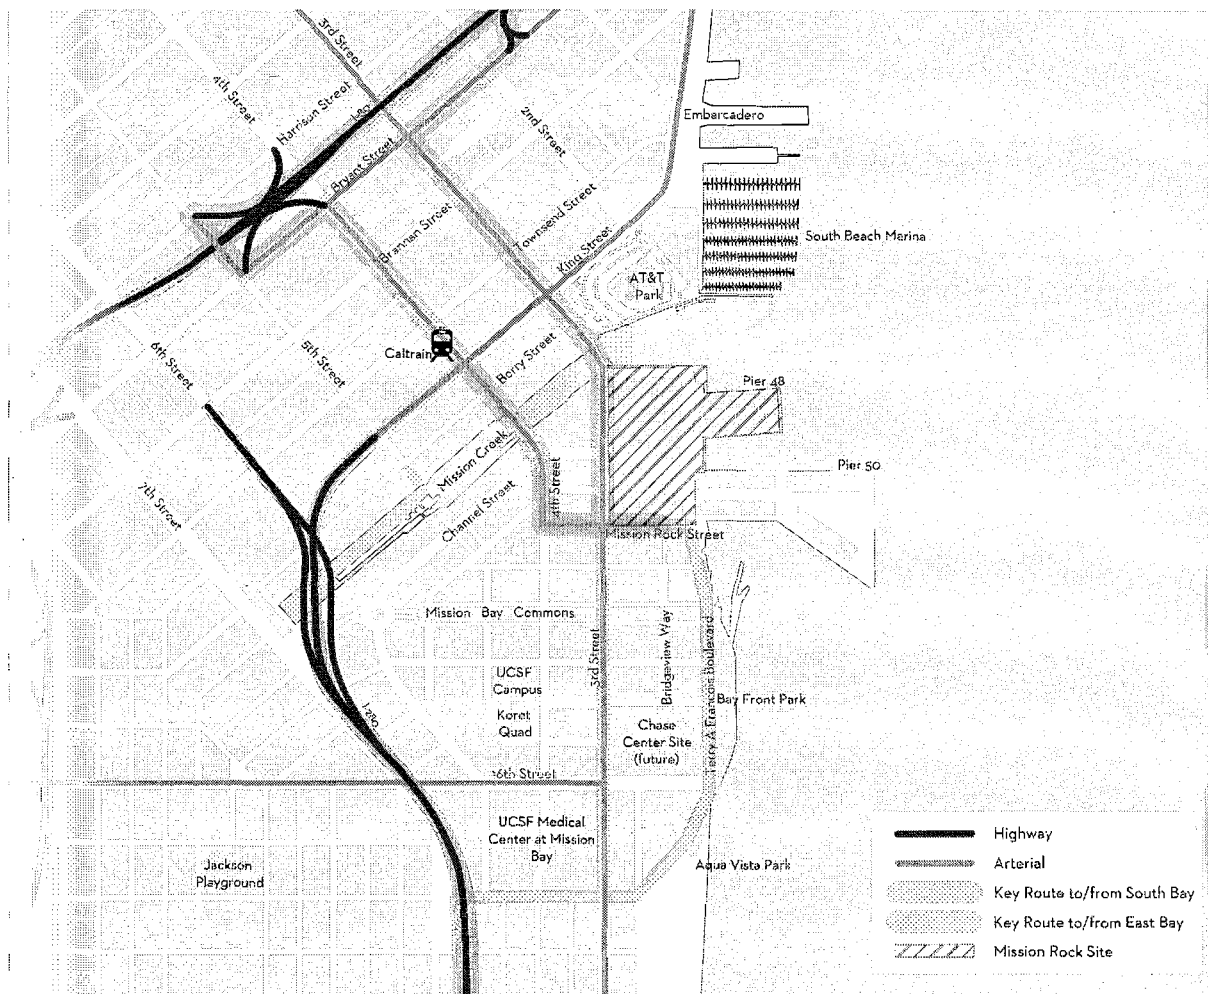 3rd Street
4th Street
Harrison Street
I-80
2nd Street
Embarcadero
Bryant Street
Brannan Street
Townsend Street
King Street
South Beach Marina
AT&T
Park
Caltrain
Berry Street
6th Street
5th Street
Pier 48
Mission Creek
Pier 50
7th Street
Channel Street
4th Street
Mission Rock Street
Mission Bay Commons
3rd Street
Bridgeview Way
Terry A Francois Boulevard
UCSF
Campus
Bay Front Park
I-280
Koret
Quad
Chase
Center Site
(future)
16th Street
UCSF Medical
Center at Mission
Bay
Jackson
Playground
Aqua Vista Park
Highway
Arterial
Key Route to/from South Bay
Key Route to/from East Bay
Mission Rock Site